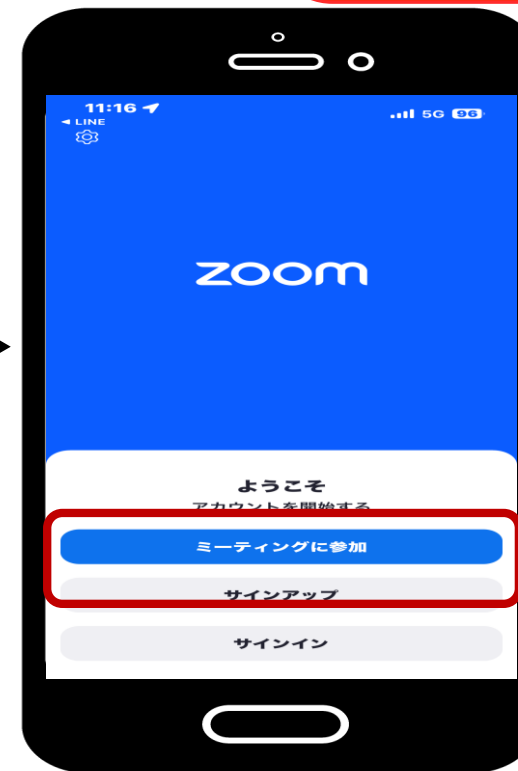 11:16
5G 96
◀ LINE
zoom
ようこそ
アカウントを開始する
ミーティングに参加
サインアップ
サインイン